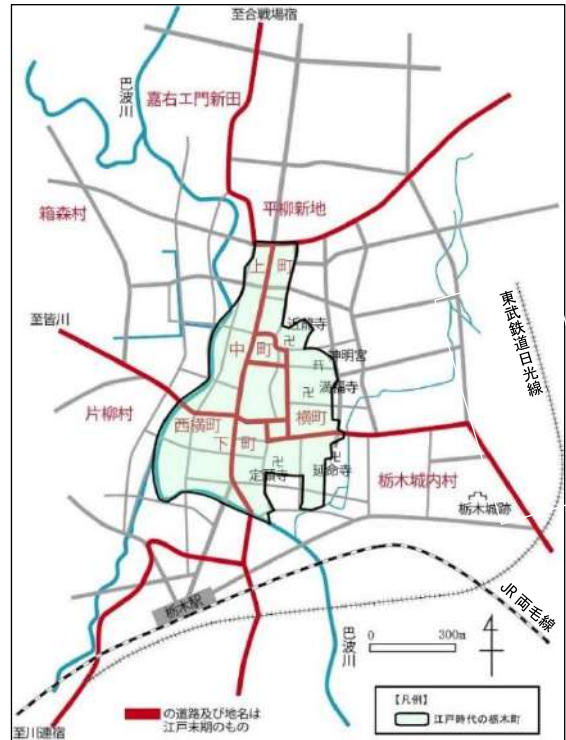 至合戦場宿
巴波川
嘉右エ門新田
箱森村
平柳新地
上町
至皆川
近龍寺
中町
神明宮
東武鉄道日光線
満福寺
片柳村
西横町
横町
下町
定願寺
延命寺
栃木城内村
栃木城跡
栃木駅
JR両毛線
巴波川
0 300m
の道路及び地名は
江戸末期のもの
【凡例】
江戸時代の栃木町
至川連宿